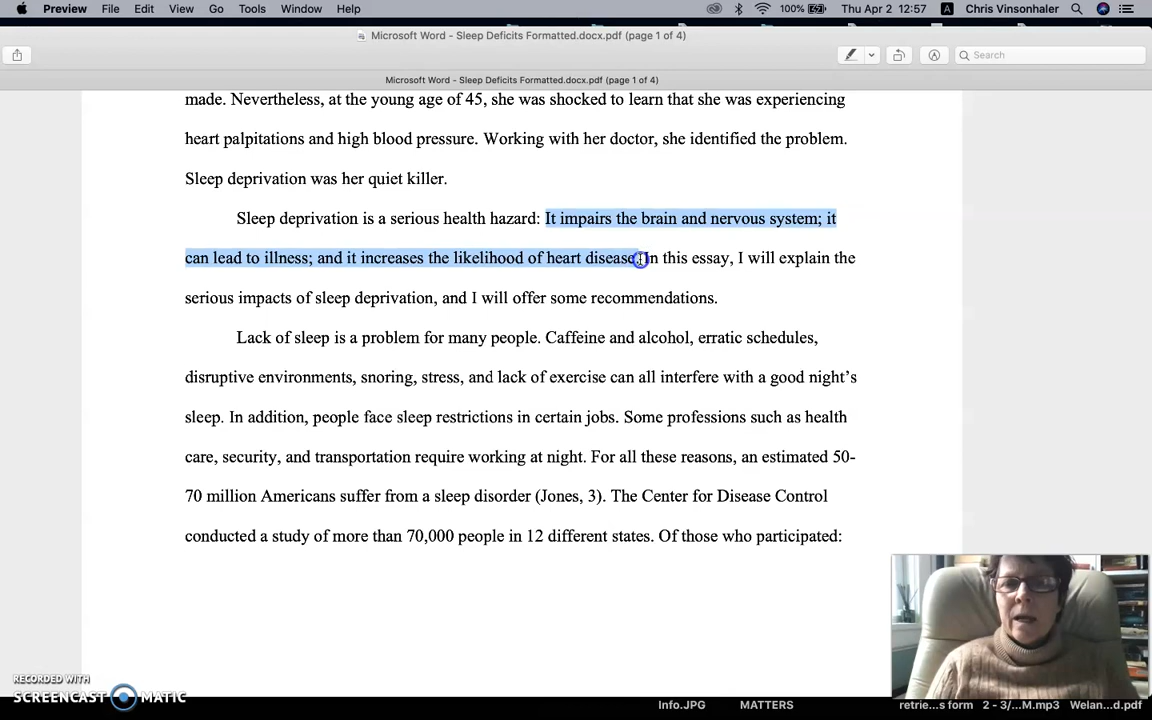 Preview File Edit View Go Tools Window Help 100% Thu Apr 2 12:57 A Chris Vinsonhaler
Microsoft Word - Sleep Deficits Formatted.docx.pdf (page 1 of 4)
Search
Microsoft Word - Sleep Deficits Formatted.docx.pdf (page 1 of 4)
made. Nevertheless, at the young age of 45, she was shocked to learn that she was experiencing
heart palpitations and high blood pressure. Working with her doctor, she identified the problem.
Sleep deprivation was her quiet killer.
Sleep deprivation is a serious health hazard: It impairs the brain and nervous system; it
can lead to illness; and it increases the likelihood of heart disease. In this essay, I will explain the
serious impacts of sleep deprivation, and I will offer some recommendations.
Lack of sleep is a problem for many people. Caffeine and alcohol, erratic schedules,
disruptive environments, snoring, stress, and lack of exercise can all interfere with a good night’s
sleep. In addition, people face sleep restrictions in certain jobs. Some professions such as health
care, security, and transportation require working at night. For all these reasons, an estimated 50-
70 million Americans suffer from a sleep disorder (Jones, 3). The Center for Disease Control
conducted a study of more than 70,000 people in 12 different states. Of those who participated:
RECORDED WITH
SCREENCAST MATIC
Info.JPG MATTERS retrie...s form 2 - 3/...M.mp3 Welan...d.pdf